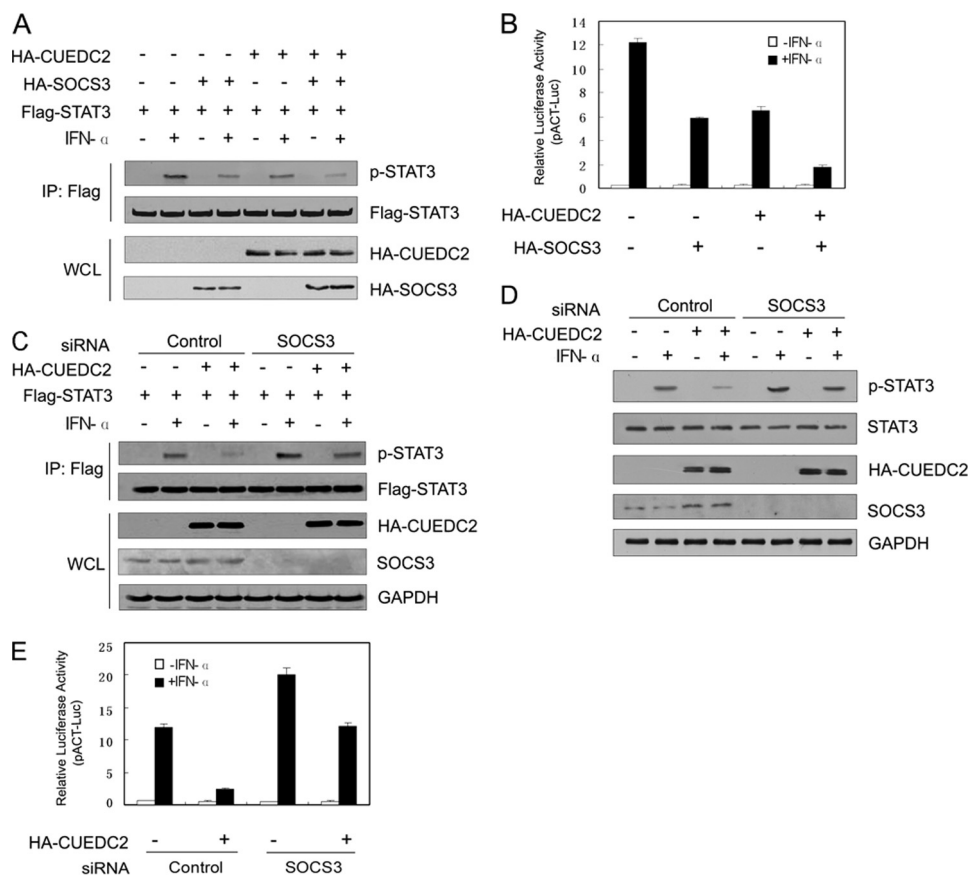 A
HA-CUEDC2 - - - - + + + +
HA-SOCS3 - - + + - - + +
Flag-STAT3 + + + + + + + +
IFN- α - + - + - + - +
IP: Flag
p-STAT3
Flag-STAT3
WCL
HA-CUEDC2
HA-SOCS3
B
Relative Luciferase Activity
(pACT-Luc)
14
12
10
8
6
4
2
0
-IFN- α
+IFN- α
HA-CUEDC2 - - + +
HA-SOCS3 - + - +
C
siRNA Control SOCS3
HA-CUEDC2 - - + + - - + +
Flag-STAT3 + + + + + + + +
IFN- α - + - + - + - +
IP: Flag
p-STAT3
Flag-STAT3
WCL
HA-CUEDC2
SOCS3
GAPDH
D
siRNA Control SOCS3
HA-CUEDC2 - - + + - - + +
IFN- α - + - + - + - +
p-STAT3
STAT3
HA-CUEDC2
SOCS3
GAPDH
E
Relative Luciferase Activity
(pACT-Luc)
25
20
15
10
5
0
-IFN- α
+IFN- α
HA-CUEDC2 - + - +
siRNA Control SOCS3